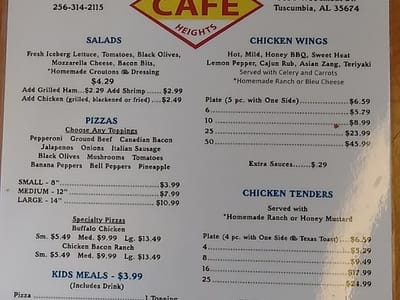 256-314-2115
CAFE
HEIGHTS
Tuscumbia, AL 35674
SALADS
Fresh Iceberg Lettuce, Tomatoes, Black Olives,
Mozzarella Cheese, Bacon Bits,
*Homemade Croutons & Dressing
$4.29
Add Grilled Ham...$2.29 Add Shrimp ......$2.99
Add Chicken (grilled, blackened or fried) ....$2.49
PIZZAS
Choose Any Toppings
Pepperoni Ground Beef Canadian Bacon
Jalapenos Onions Italian Sausage
Black Olives Mushrooms Tomatoes
Banana Peppers Bell Peppers Pineapple
SMALL - 8" $3.99
MEDIUM - 12" $7.99
LARGE - 14" $10.99
Specialty Pizzas
Buffalo Chicken
Sm. $5.49 Med. $9.99 Lg. $13.49
Chicken Bacon Ranch
Sm. $5.49 Med. $9.99 Lg. $13.49
KIDS MEALS - $3.99
(Includes Drink)
Pizza 1 Topping
CHICKEN WINGS
Hot, Mild, Honey BBQ, Sweet Heat
Lemon Pepper, Cajun Rub, Asian Zang, Teriyaki
Served with Celery and Carrots
*Homemade Ranch or Bleu Cheese
Plate (5 pc. with One Side) $6.59
6 $5.79
10 $8.99
25 $23.99
50 $45.99
Extra Sauces......$.29
CHICKEN TENDERS
Served with
*Homemade Ranch or Honey Mustard
Plate (4 pc. with One Side & Texas Toast) $6.59
4 $5.29
8 $9.49
16 $17.29
25 $24.99